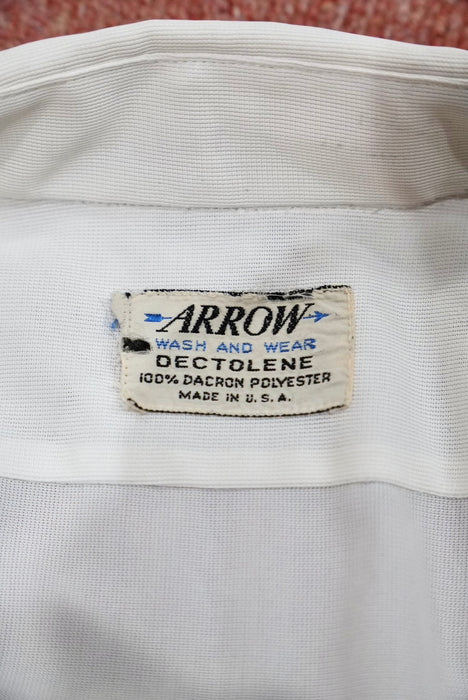 ARROW
WASH AND WEAR
DECTOLENE
100% DACRON POLYESTER
MADE IN U.S.A.